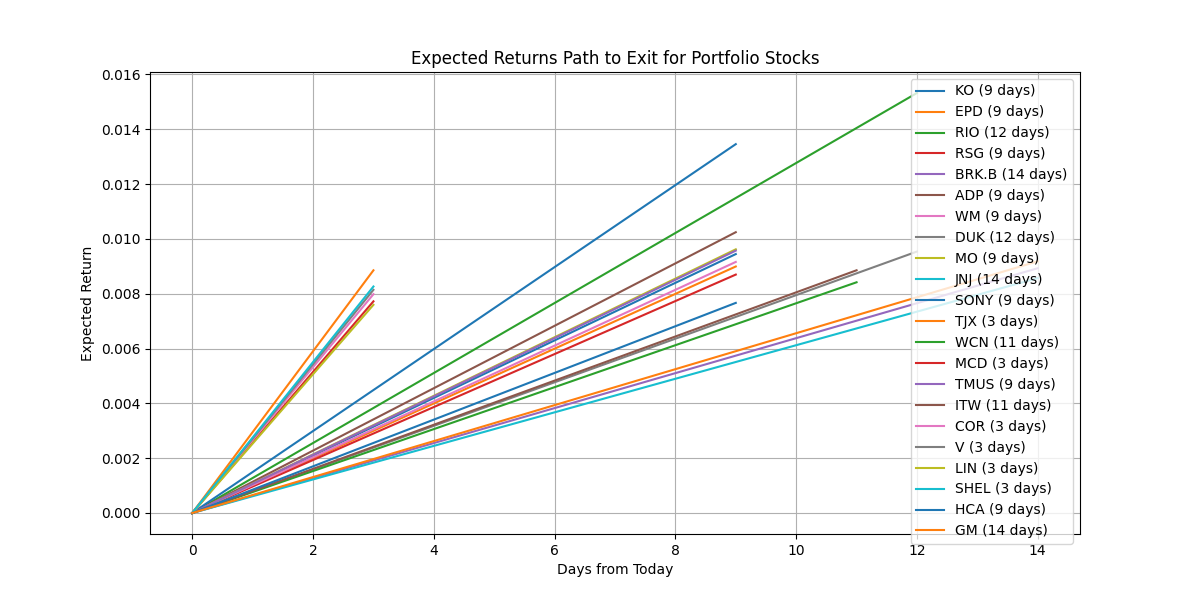 Expected Returns Path to Exit for Portfolio Stocks
0.016
0.014
0.012
0.010
0.008
0.006
0.004
0.002
0.000
Expected Return
0
2
4
6
8
10
12
14
Days from Today
KO (9 days)
EPD (9 days)
RIO (12 days)
RSG (9 days)
BRK.B (14 days)
ADP (9 days)
WM (9 days)
DUK (12 days)
MO (9 days)
JNJ (14 days)
SONY (9 days)
TJX (3 days)
WCN (11 days)
MCD (3 days)
TMUS (9 days)
ITW (11 days)
COR (3 days)
V (3 days)
LIN (3 days)
SHEL (3 days)
HCA (9 days)
GM (14 days)